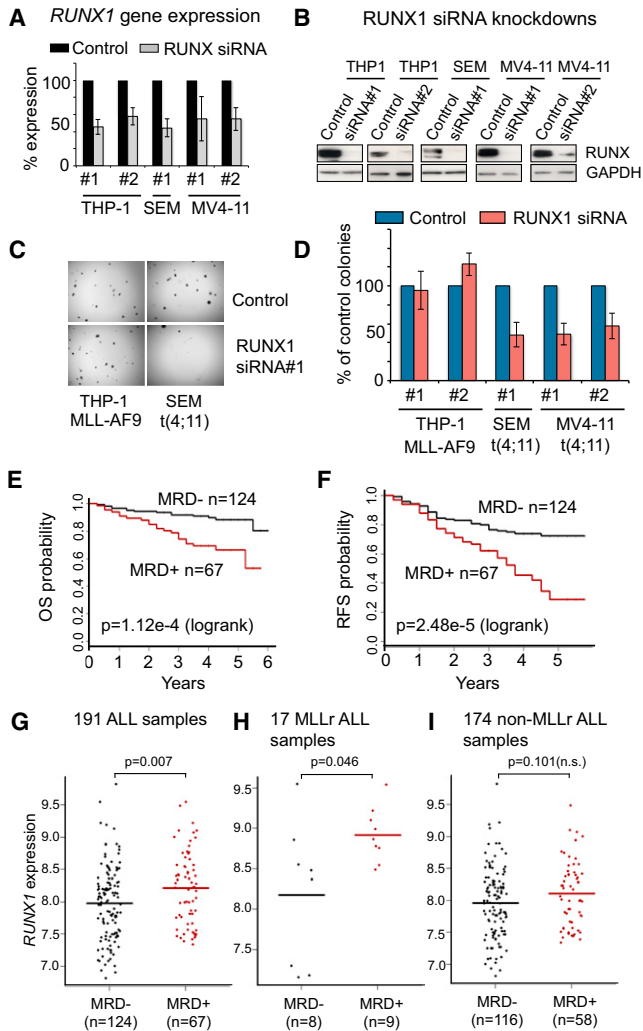 A RUNX1 gene expression
Control RUNX siRNA
% expression
100
50
0
#1 #2 #1 #1 #2
THP-1 SEM MV4-11
B RUNX1 siRNA knockdowns
THP1 THP1 SEM MV4-11 MV4-11
Control siRNA#1 Control siRNA#2 Control siRNA#1 Control siRNA#1 Control siRNA#2
RUNX
GAPDH
C
Control
RUNX1
siRNA#1
THP-1 SEM
MLL-AF9 t(4;11)
Control RUNX1 siRNA
D
% of control colonies
100
50
0
#1 #2 #1 #1 #2
THP-1 SEM MV4-11
MLL-AF9 t(4;11) t(4;11)
E
OS probability
1.0
0.8
0.6
0.4
0.2
0.0
MRD- n=124
MRD+ n=67
p=1.12e-4 (logrank)
0 1 2 3 4 5 6
Years
F
RFS probability
1.0
0.8
0.6
0.4
0.2
0.0
MRD- n=124
MRD+ n=67
p=2.48e-5 (logrank)
0 1 2 3 4 5
Years
G 191 ALL samples
p=0.007
RUNX1 expression
9.5
9.0
8.5
8.0
7.5
7.0
MRD- MRD+
(n=124) (n=67)
H 17 MLLr ALL
samples
p=0.046
9.5
9.0
8.5
8.0
7.5
MRD- MRD+
(n=8) (n=9)
I 174 non-MLLr ALL
samples
p=0.101(n.s.)
9.5
9.0
8.5
8.0
7.5
7.0
MRD- MRD+
(n=116) (n=58)